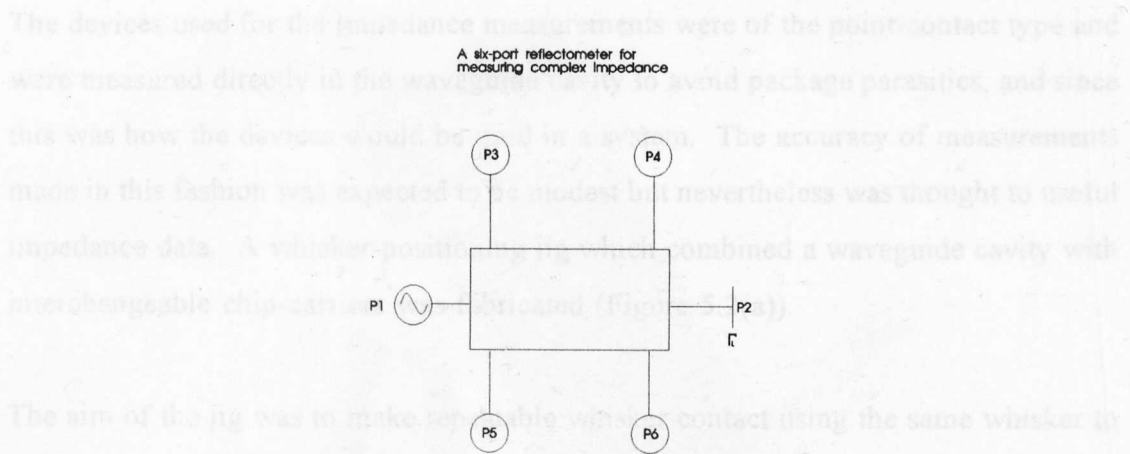 The devices used for the impedance measurements were of the point-contact type and
A six-port reflectometer for
measuring complex impedance
were measured directly in the waveguide cavity to avoid package parasitics, and since
this was how the devices would be used in a system. The accuracy of measurements
P3
P4
made in this fashion was expected to be modest but nevertheless was thought to useful
impedance data. A whisker-positioning jig which combined a waveguide cavity with
P1
P2
interchangeable chip-carriers was fabricated (Figure 5.3(a)).
ΓL
The aim of the jig was to make repeatable whisker contact using the same whisker to
P5
P6